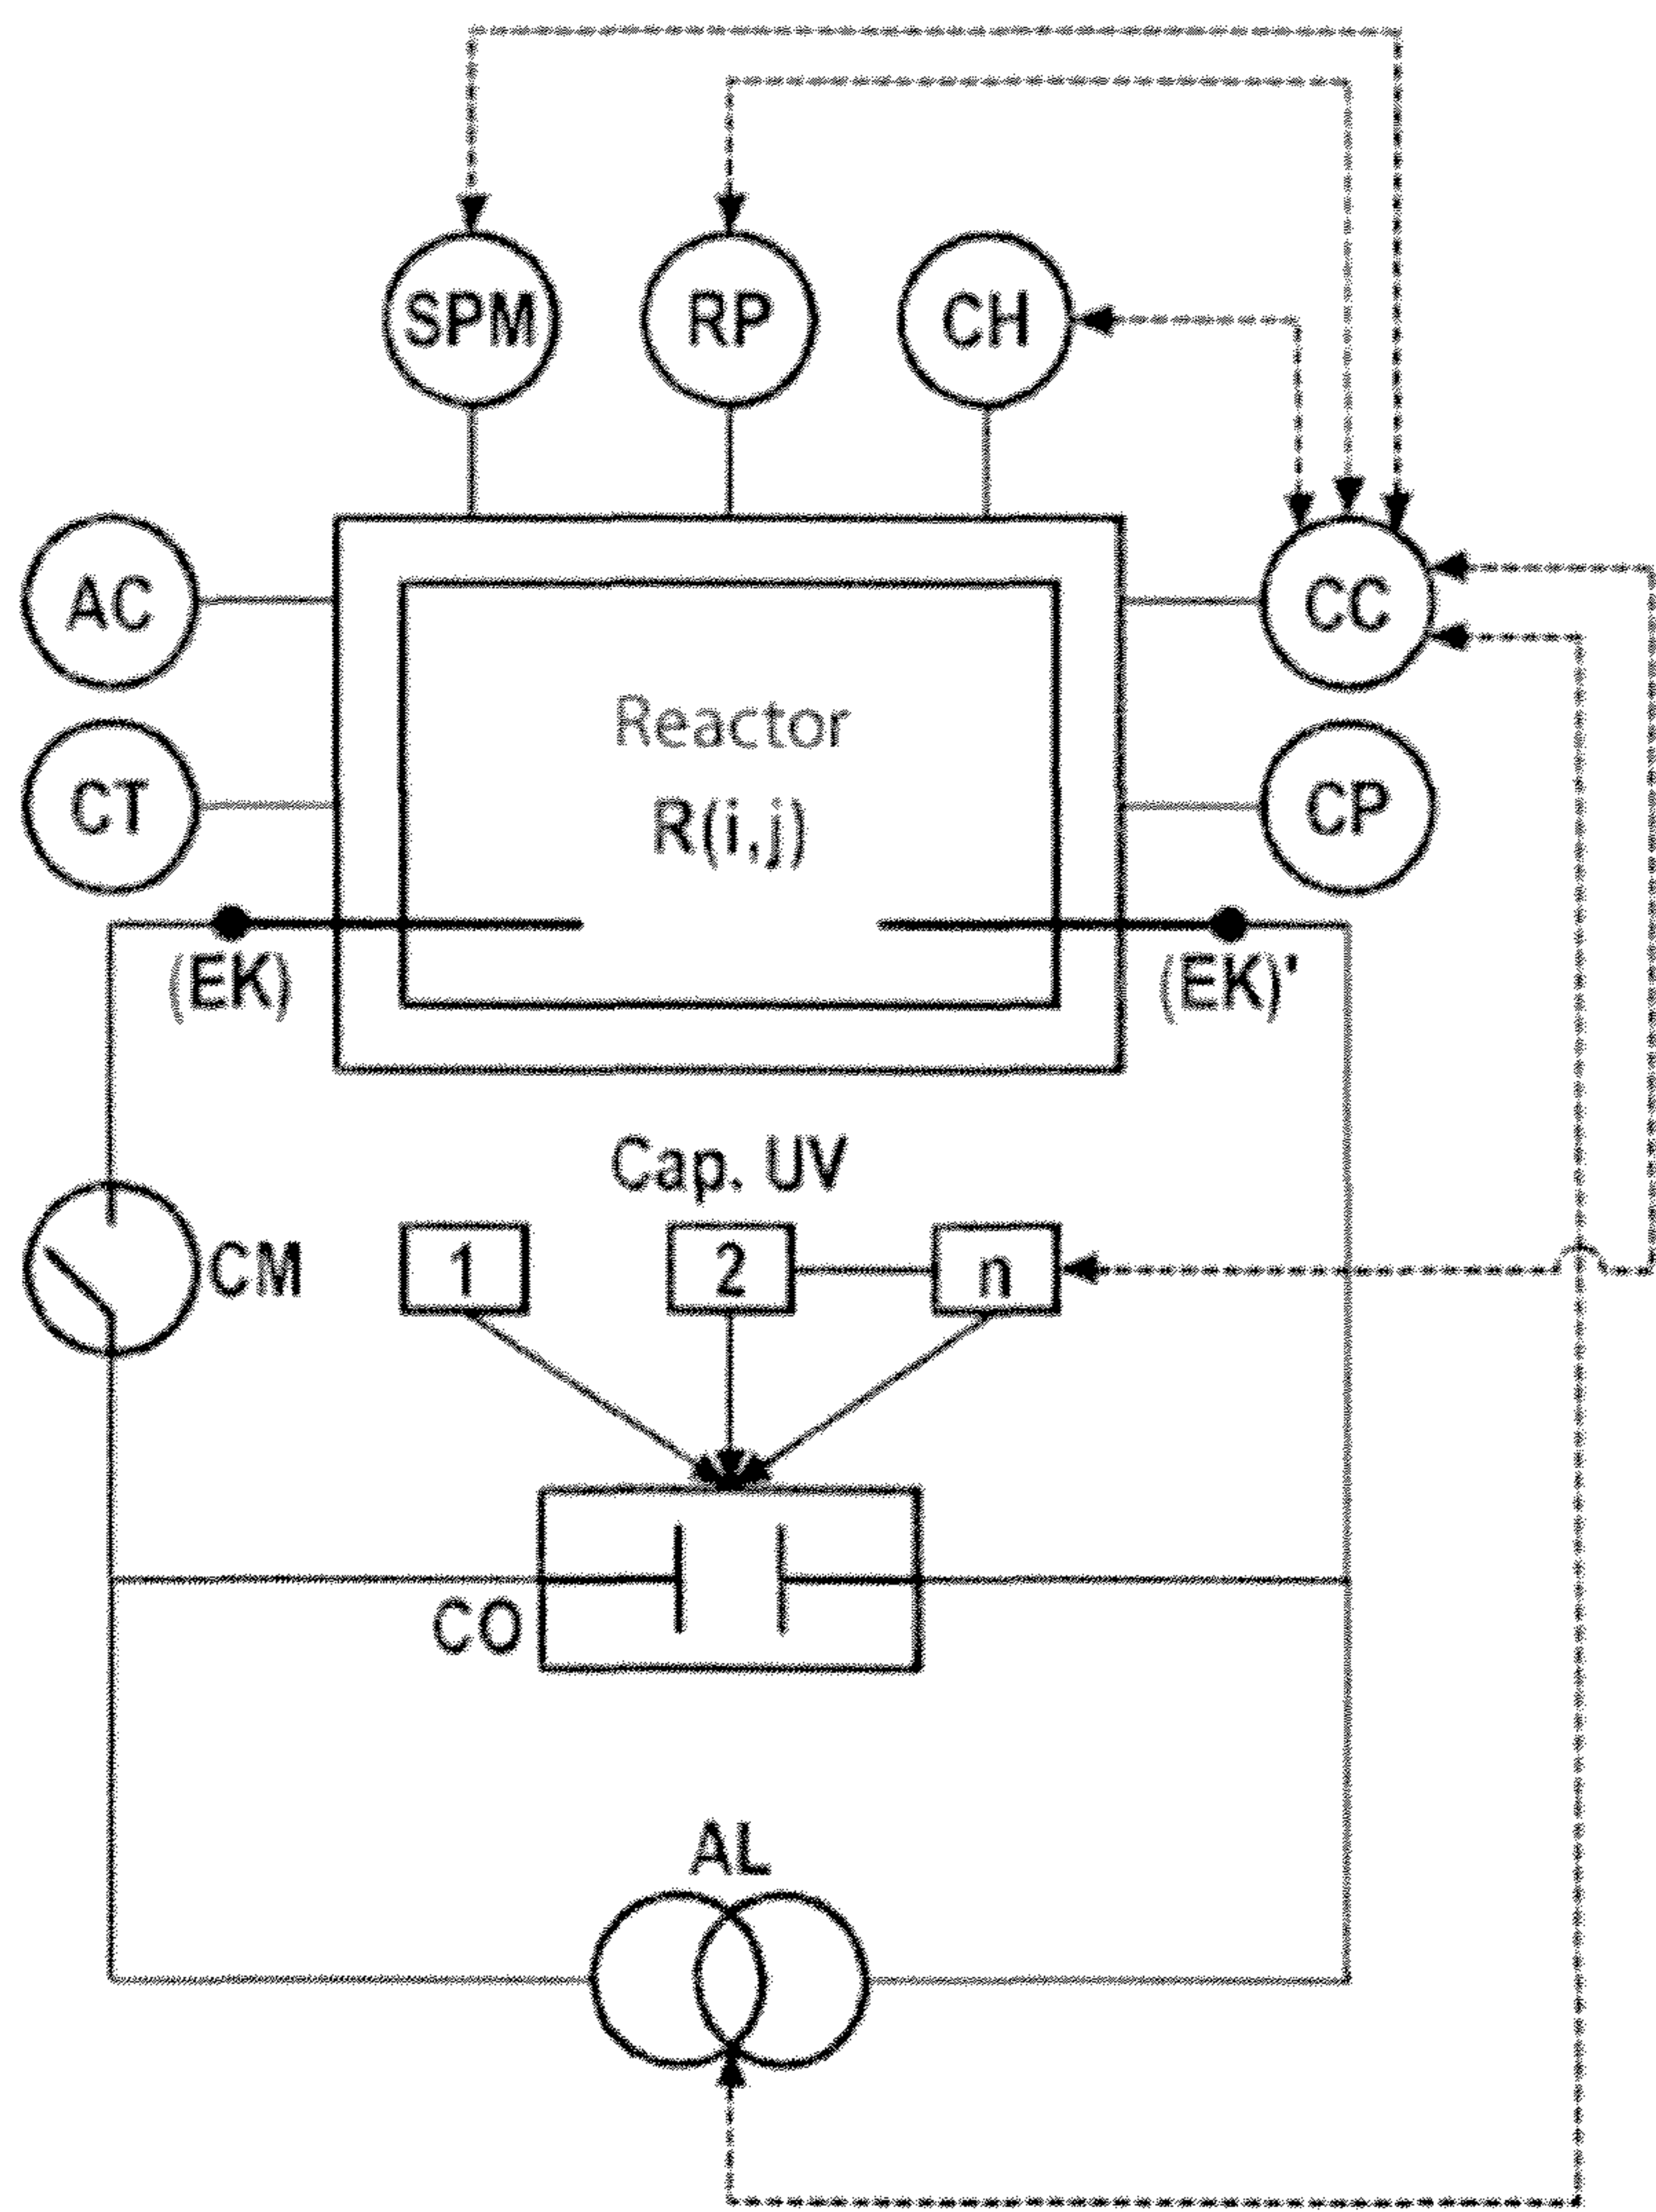 SPM
RP
CH
AC
CC
Reactor
CT
R(i,j)
CP
(EK)
(EK)'
Cap. UV
CM
1
2
n
CO
AL